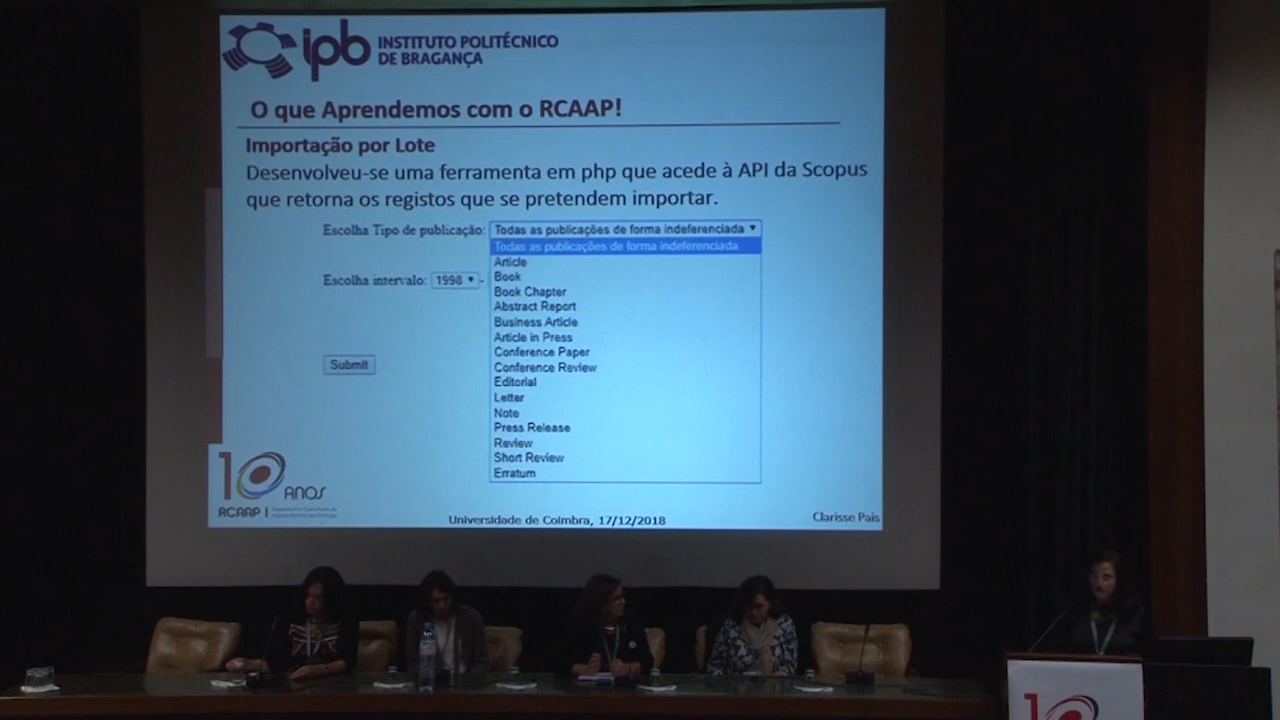 ipb INSTITUTO POLITÉCNICO
DE BRAGANÇA
O que Aprendemos com o RCAAP!
Importação por Lote
Desenvolveu-se uma ferramenta em php que acede à API da Scopus
que retorna os registos que se pretendem importar.
Escolha Tipo de publicação: Todas as publicações de forma indeferenciada
Todas as publicações de forma indeferenciada
Article
Escolha intervalo: 1998 -
Book
Book Chapter
Abstract Report
Business Article
Article in Press
Conference Paper
Submit
Conference Review
Editorial
Letter
Note
Press Release
Review
Short Review
Erratum
10 ANOS
RCAAP
Universidade de Coimbra, 17/12/2018
Clarisse Pais
10